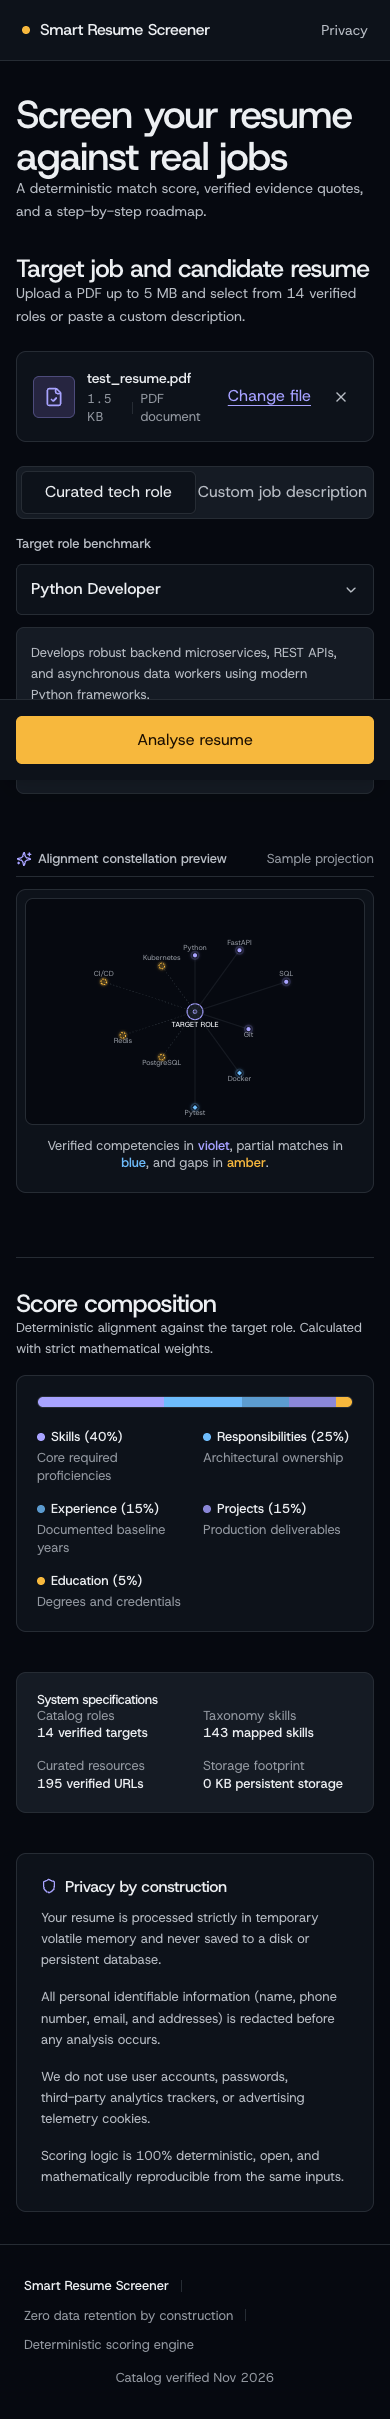 Smart Resume Screener
Privacy
Screen your resume
against real jobs
A deterministic match score, verified evidence quotes,
and a step-by-step roadmap.
Target job and candidate resume
Upload a PDF up to 5 MB and select from 14 verified
roles or paste a custom description.
test_resume.pdf
1.5 KB
PDF document
Change file
Curated tech role
Custom job description
Target role benchmark
Python Developer
Develops robust backend microservices, REST APIs,
and asynchronous data workers using modern
Python frameworks.
Analyse resume
Alignment constellation preview
Sample projection
Python
FastAPI
Kubernetes
CI/CD
SQL
TARGET ROLE
Redis
Git
PostgreSQL
Docker
Pytest
Verified competencies in violet, partial matches in
blue, and gaps in amber.
Score composition
Deterministic alignment against the target role. Calculated
with strict mathematical weights.
Skills (40%)
Core required
proficiencies
Responsibilities (25%)
Architectural ownership
Experience (15%)
Documented baseline
years
Projects (15%)
Production deliverables
Education (5%)
Degrees and credentials
System specifications
Catalog roles
14 verified targets
Taxonomy skills
143 mapped skills
Curated resources
195 verified URLs
Storage footprint
0 KB persistent storage
Privacy by construction
Your resume is processed strictly in temporary
volatile memory and never saved to a disk or
persistent database.
All personal identifiable information (name, phone
number, email, and addresses) is redacted before
any analysis occurs.
We do not use user accounts, passwords,
third-party analytics trackers, or advertising
telemetry cookies.
Scoring logic is 100% deterministic, open, and
mathematically reproducible from the same inputs.
Smart Resume Screener
Zero data retention by construction
Deterministic scoring engine
Catalog verified Nov 2026